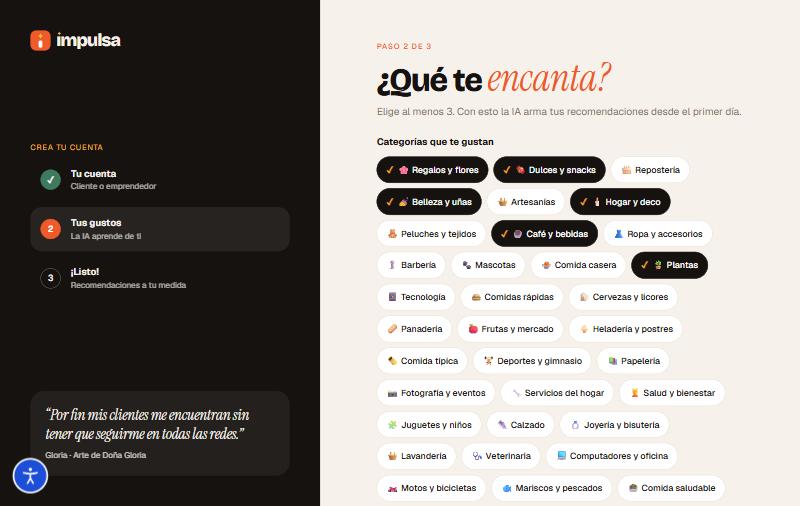 impulsa
CREA TU CUENTA
Tu cuenta
Cliente o emprendedor
2
Tus gustos
La IA aprende de ti
3
¡Listo!
Recomendaciones a tu medida
“Por fin mis clientes me encuentran sin
tener que seguirme en todas las redes.”
Gloria · Arte de Doña Gloria
PASO 2 DE 3
¿Qué te encanta?
Elige al menos 3. Con esto la IA arma tus recomendaciones desde el primer día.
Categorías que te gustan
Regalos y flores Dulces y snacks Repostería
Belleza y uñas Artesanías Hogar y deco
Peluches y tejidos Café y bebidas Ropa y accesorios
Barbería Mascotas Comida casera Plantas
Tecnología Comidas rápidas Cervezas y licores
Panadería Frutas y mercado Heladería y postres
Comida típica Deportes y gimnasio Papelería
Fotografía y eventos Servicios del hogar Salud y bienestar
Juguetes y niños Calzado Joyería y bisutería
Lavandería Veterinaria Computadores y oficina
Motos y bicicletas Mariscos y pescados Comida saludable